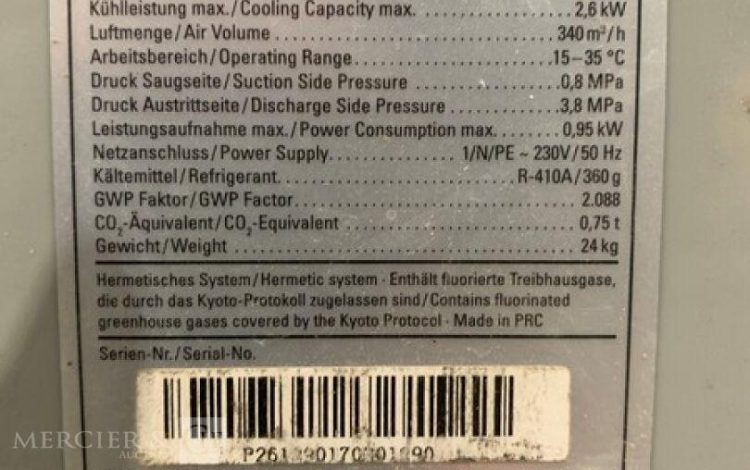 Kühlleistung max./Cooling Capacity max. .......... 2,6 kW
Luftmenge/Air Volume .......... 340 m³/h
Arbeitsbereich/Operating Range .......... 15–35 °C
Druck Saugseite/Suction Side Pressure .......... 0,8 MPa
Druck Austrittseite/Discharge Side Pressure .......... 3,8 MPa
Leistungsaufnahme max./Power Consumption max. .......... 0,95 kW
Netzanschluss/Power Supply .......... 1/N/PE ~ 230V/50 Hz
Kältemittel/Refrigerant .......... R-410A/360 g
GWP Faktor/GWP Factor .......... 2.088
CO₂-Äquivalent/CO₂-Equivalent .......... 0,75 t
Gewicht/Weight .......... 24 kg
Hermetisches System/Hermetic system · Enthält fluorierte Treibhausgase,
die durch das Kyoto-Protokoll zugelassen sind/Contains fluorinated
greenhouse gases covered by the Kyoto Protocol · Made in PRC
Serien-Nr./Serial-No.
MERCIER &